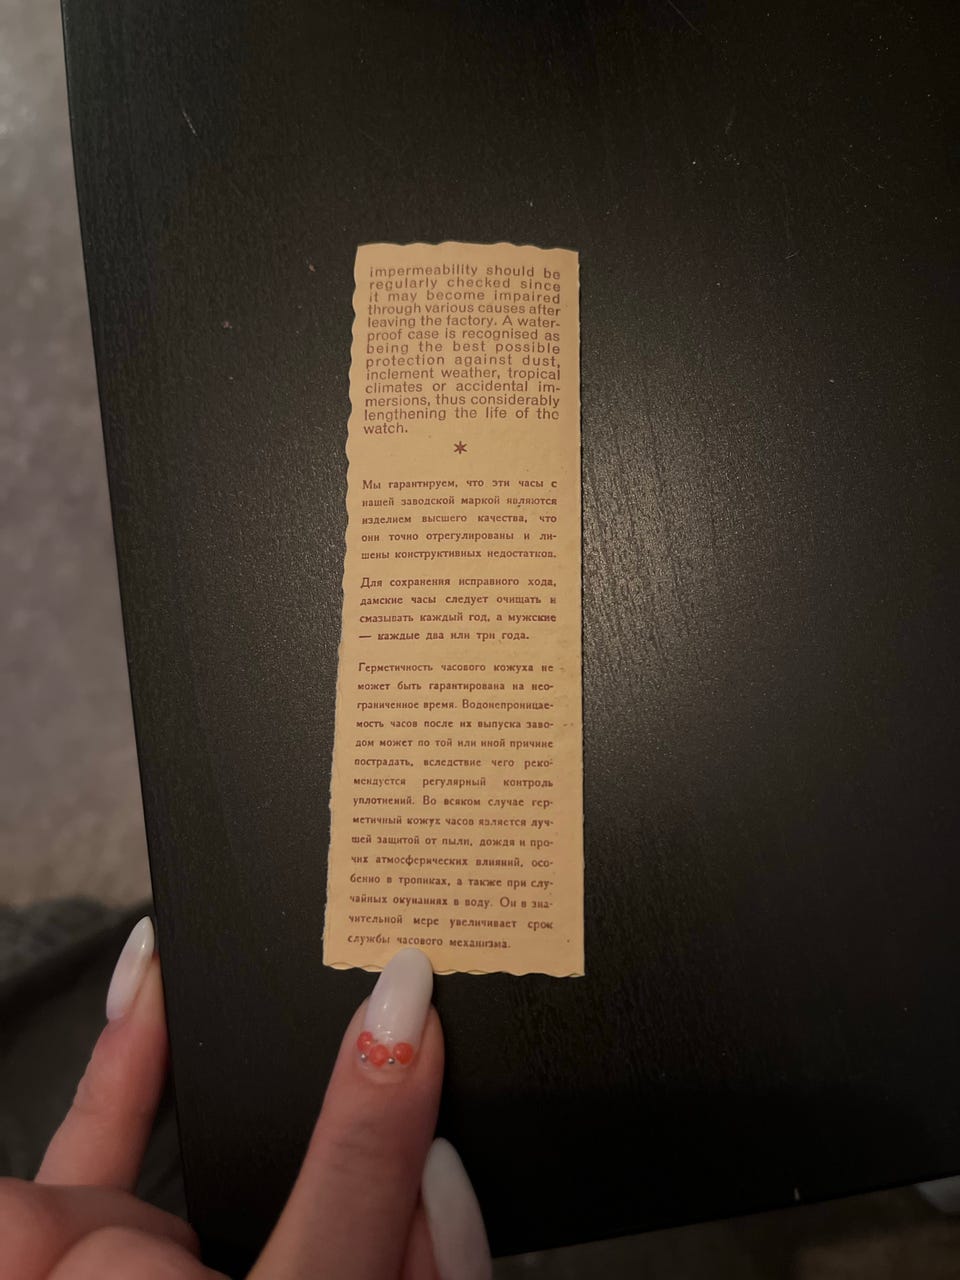 impermeability should be
regularly checked since
it may become impaired
through various causes after
leaving the factory. A water-
proof case is recognised as
being the best possible
protection against dust,
inclement weather, tropical
climates or accidental im-
mersions, thus considerably
lengthening the life of the
watch.
✶
Мы гарантируем, что эти часы с
нашей заводской маркой являются
изделием высшего качества, что
они точно отрегулированы и ли-
шены конструктивных недостатков.
Для сохранения исправного хода,
дамские часы следует очищать и
смазывать каждый год, а мужские
— каждые два или три года.
Герметичность часового кожуха не
может быть гарантирована на нео-
граниченное время. Водонепроницае-
мость часов после их выпуска заво-
дом может по той или иной причине
пострадать, вследствие чего реко-
мендуется регулярный контроль
уплотнений. Во всяком случае гер-
метичный кожух часов является луч-
шей защитой от пыли, дождя и про-
чих атмосферических влияний, осо-
бенно в тропиках, а также при слу-
чайных окунаниях в воду. Он в зна-
чительной мере увеличивает срок
службы часового механизма.